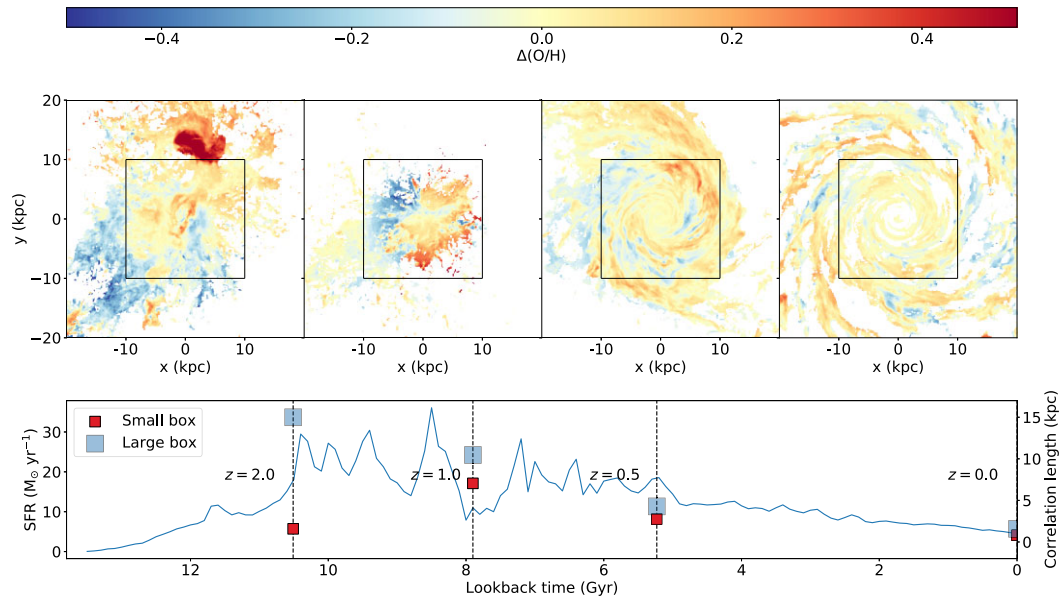 −0.4 −0.2 0.0 0.2 0.4
Δ(O/H)
20
10
0
−10
−20
y (kpc)
-10 0 10
x (kpc)
-10 0 10
x (kpc)
-10 0 10
x (kpc)
-10 0 10
x (kpc)
Small box
Large box
z = 2.0
z = 1.0
z = 0.5
z = 0.0
30
20
10
0
SFR (M⊙ yr⁻¹)
15
10
5
0
Correlation length (kpc)
12 10 8 6 4 2 0
Lookback time (Gyr)